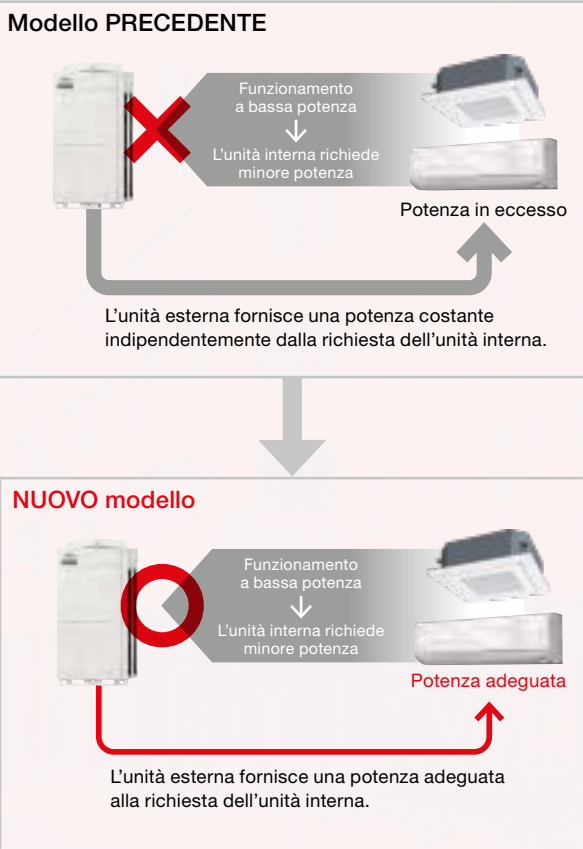 Modello PRECEDENTE
Funzionamento
a bassa potenza
↓
L'unità interna richiede
minore potenza
Potenza in eccesso
L'unità esterna fornisce una potenza costante
indipendentemente dalla richiesta dell'unità interna.
NUOVO modello
Funzionamento
a bassa potenza
↓
L'unità interna richiede
minore potenza
Potenza adeguata
L'unità esterna fornisce una potenza adeguata
alla richiesta dell'unità interna.